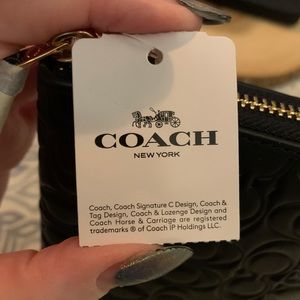 COACH
NEW YORK
Coach, Coach Signature C Design, Coach &
Tag Design, Coach & Lozenge Design and
Coach Horse & Carriage are registered
trademarks ® of Coach IP Holdings LLC.